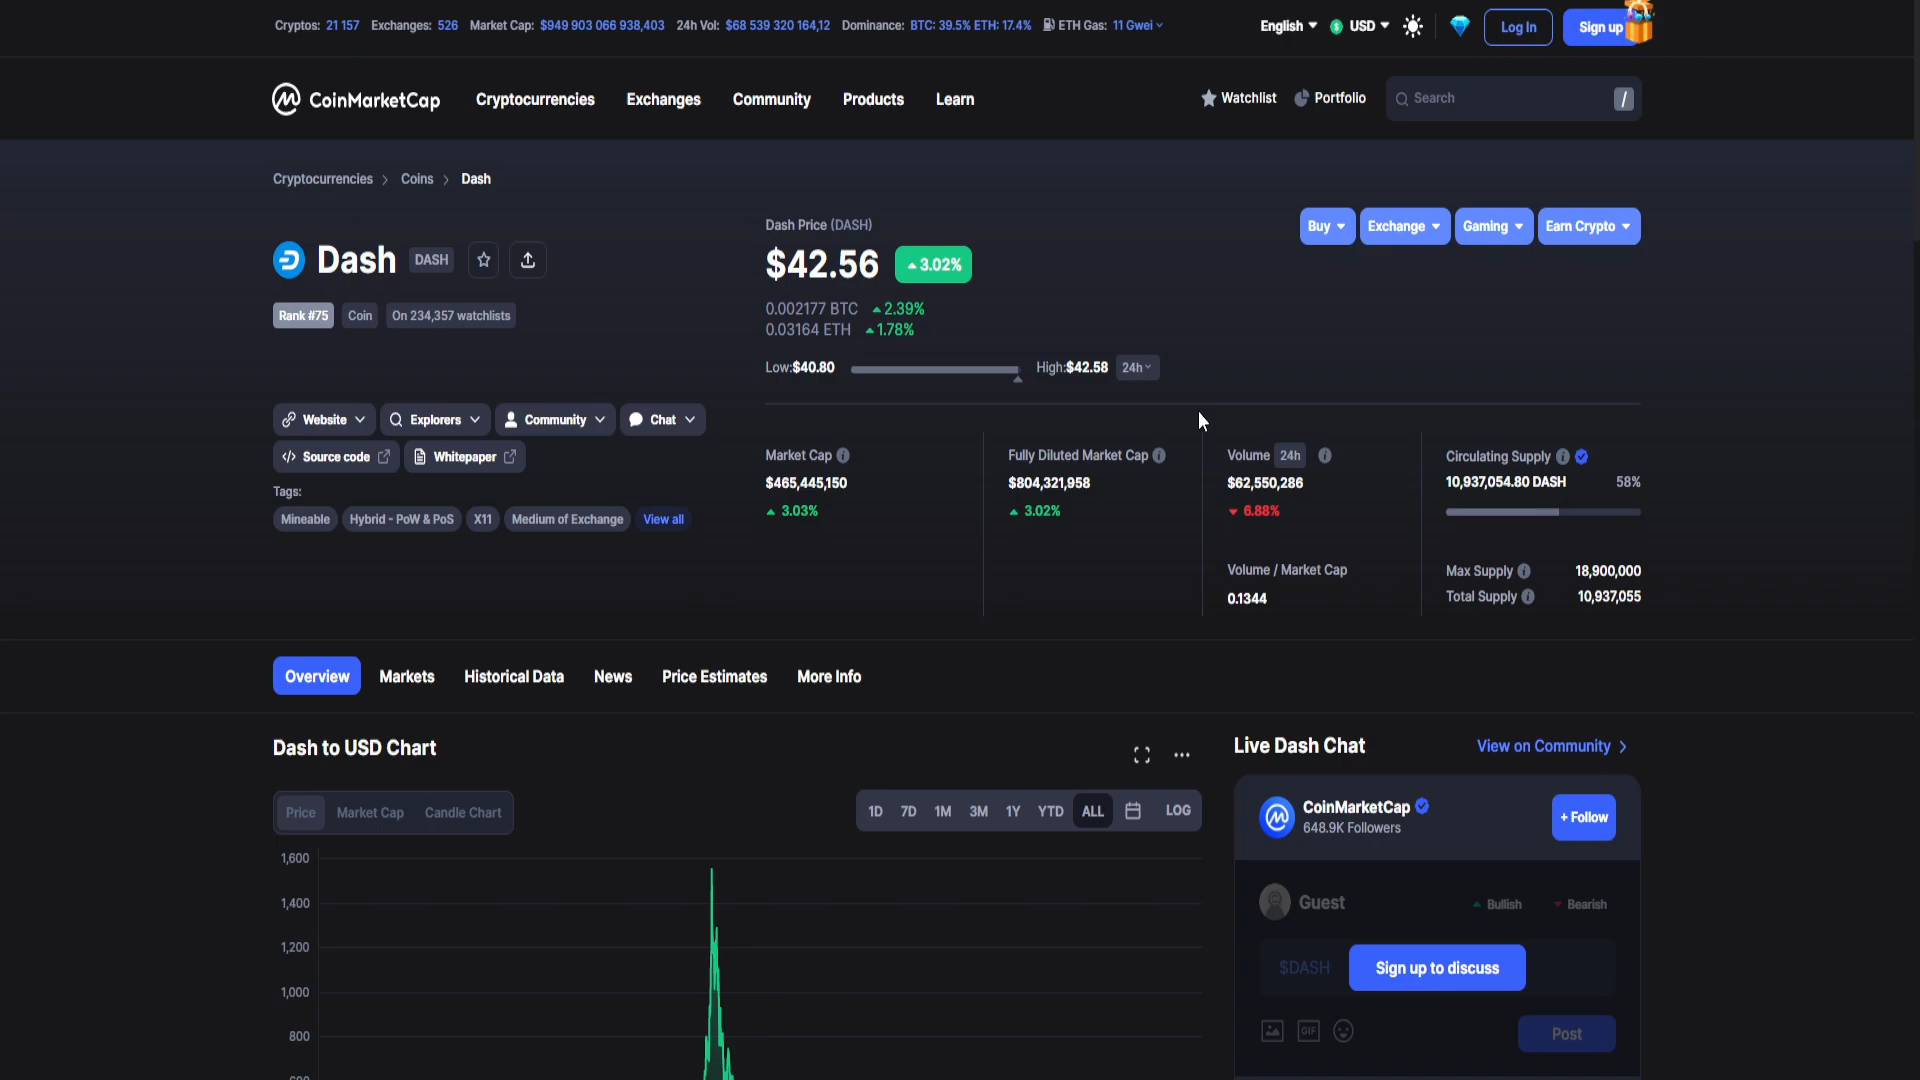 Cryptos: 21 157 Exchanges: 526 Market Cap: $949 903 066 938,403 24h Vol: $68 539 320 164,12 Dominance: BTC: 39.5% ETH: 17.4% ETH Gas: 11 Gwei
English USD Log In Sign up
CoinMarketCap Cryptocurrencies Exchanges Community Products Learn
Watchlist Portfolio Search /
Cryptocurrencies > Coins > Dash
Dash Price (DASH)
Buy Exchange Gaming Earn Crypto
Dash DASH
$42.56 3.02%
Rank #75 Coin On 234,357 watchlists
0.002177 BTC 2.39%
0.03164 ETH 1.78%
Low:$40.80 High:$42.58 24h
Website Explorers Community Chat
Source code Whitepaper
Tags:
Mineable Hybrid - PoW & PoS X11 Medium of Exchange View all
Market Cap
$465,445,150
3.03%
Fully Diluted Market Cap
$804,321,958
3.02%
Volume 24h
$62,550,286
6.88%
Volume / Market Cap
0.1344
Circulating Supply
10,937,054.80 DASH 58%
Max Supply 18,900,000
Total Supply 10,937,055
Overview Markets Historical Data News Price Estimates More Info
Dash to USD Chart
Price Market Cap Candle Chart
1D 7D 1M 3M 1Y YTD ALL LOG
1,600
1,400
1,200
1,000
800
600
Live Dash Chat View on Community >
CoinMarketCap
648.9K Followers
+ Follow
Guest Bullish Bearish
$DASH Sign up to discuss
GIF Post